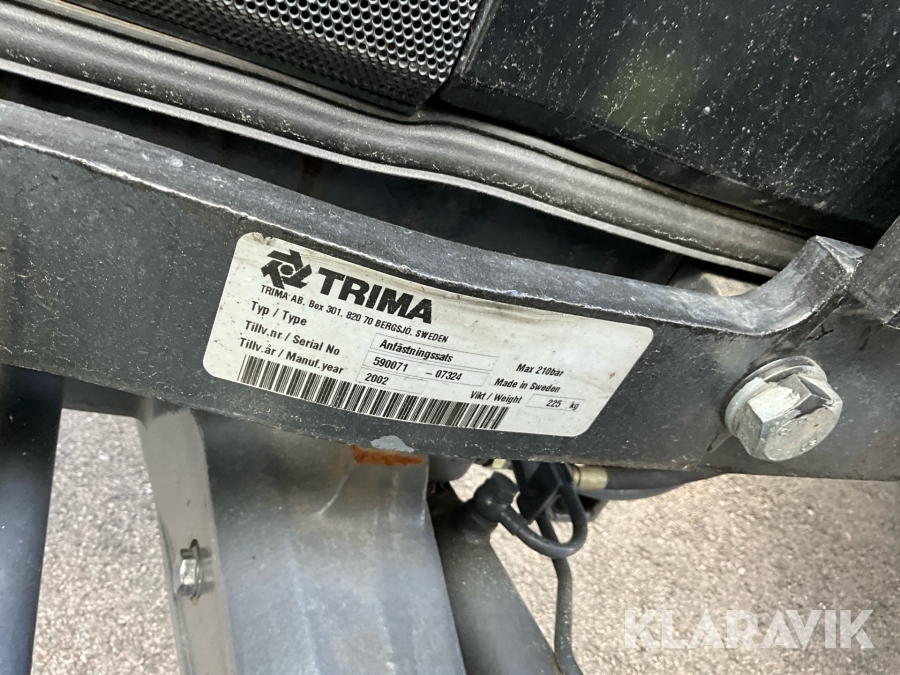 TRIMA
TRIMA AB, Box 301, 820 70 BERGSJÖ, SWEDEN
Typ / Type Anfästningssats Max 210bar
Tillv.nr / Serial No 590071 -07324 Made in Sweden
Tillv.år / Manuf.year 2002 Vikt / Weight 225 kg
KLARAVIK